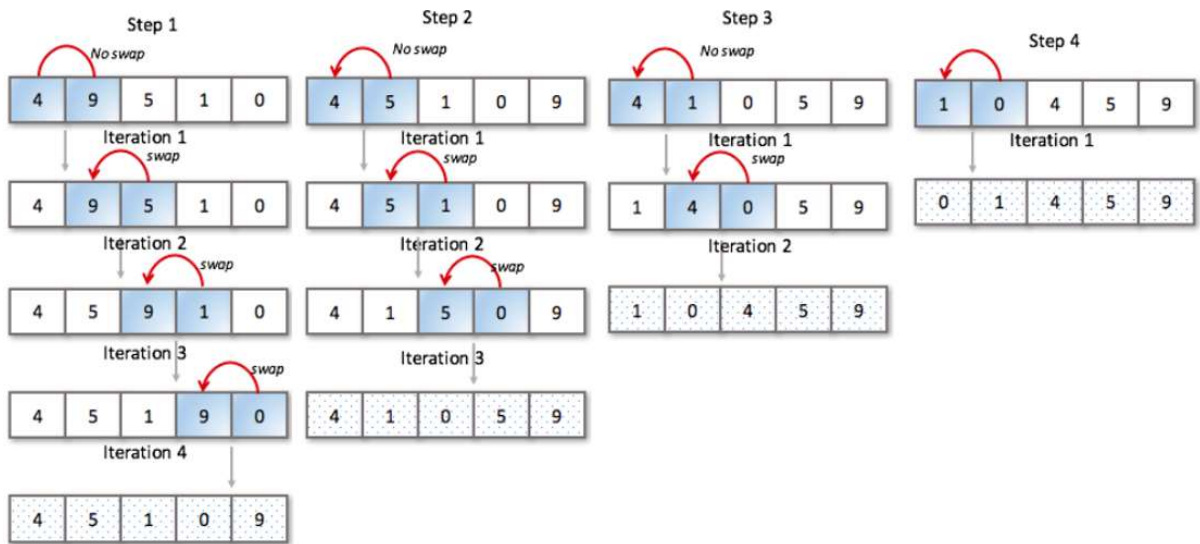 Step 1
No swap
4 9 5 1 0
Iteration 1
swap
4 9 5 1 0
Iteration 2
swap
4 5 9 1 0
Iteration 3
swap
4 5 1 9 0
Iteration 4
4 5 1 0 9
Step 2
No swap
4 5 1 0 9
Iteration 1
swap
4 5 1 0 9
Iteration 2
swap
4 1 5 0 9
Iteration 3
4 1 0 5 9
Step 3
No swap
4 1 0 5 9
Iteration 1
swap
1 4 0 5 9
Iteration 2
1 0 4 5 9
Step 4
1 0 4 5 9
Iteration 1
0 1 4 5 9